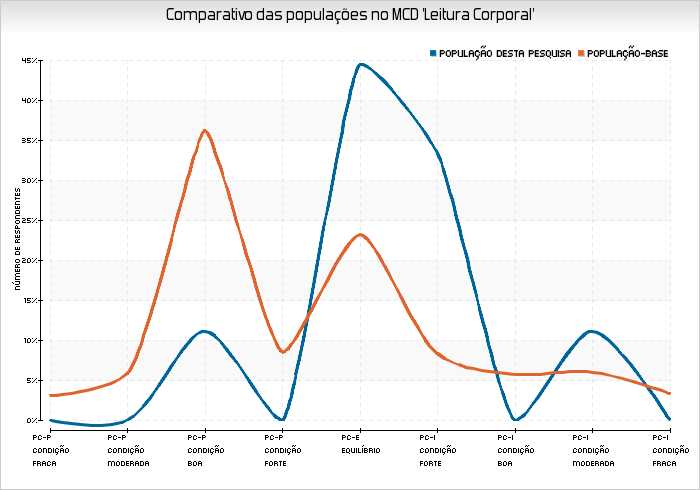 Comparativo das populações no MCD 'Leitura Corporal'
POPULAÇÃO DESTA PESQUISA
POPULAÇÃO-BASE
NÚMERO DE RESPONDENTES
45%
40%
35%
30%
25%
20%
15%
10%
5%
0%
PC-P
CONDIÇÃO
FRACA
PC-P
CONDIÇÃO
MODERADA
PC-P
CONDIÇÃO
BOA
PC-P
CONDIÇÃO
FORTE
PC-E
EQUILÍBRIO
PC-I
CONDIÇÃO
FORTE
PC-I
CONDIÇÃO
BOA
PC-I
CONDIÇÃO
MODERADA
PC-I
CONDIÇÃO
FRACA